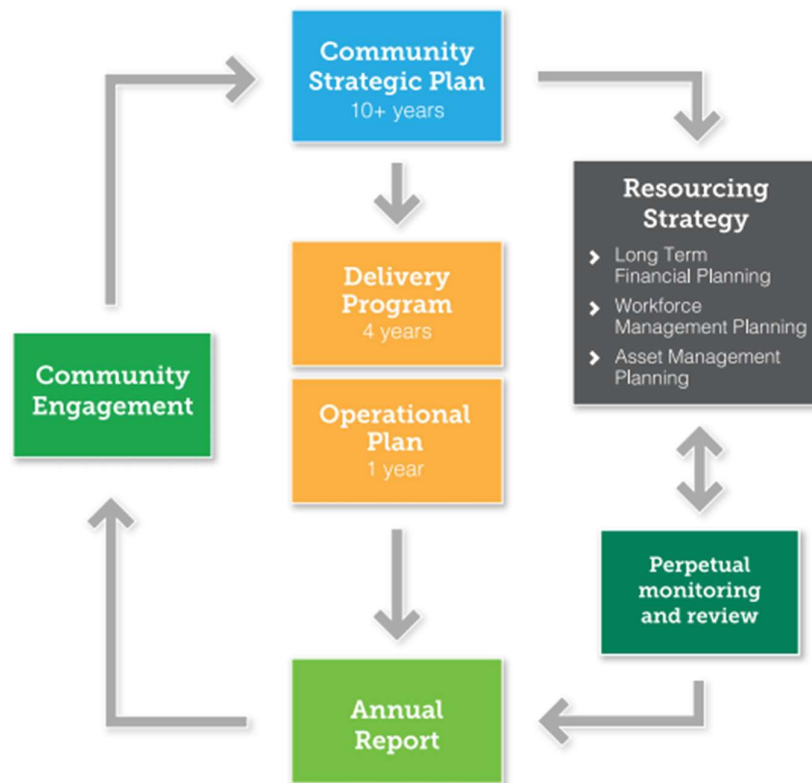 Community
Strategic Plan
10+ years
Resourcing
Strategy
Long Term
Financial Planning
Workforce
Management Planning
Asset Management
Planning
Delivery
Program
4 years
Community
Engagement
Operational
Plan
1 year
Perpetual
monitoring
and review
Annual
Report